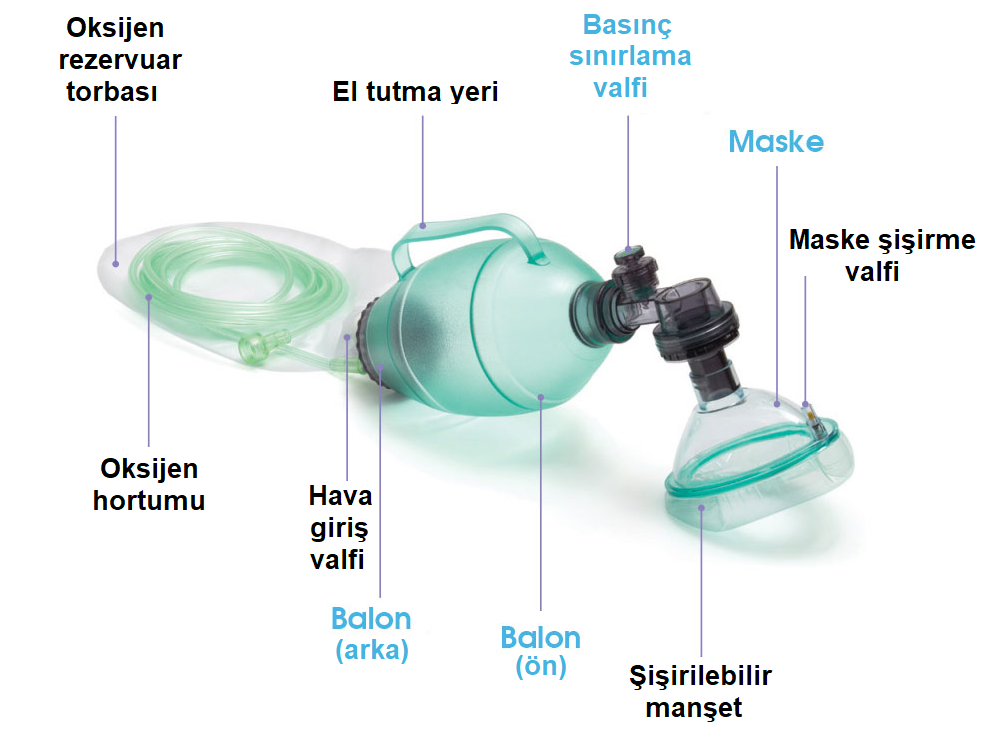 Oksijen
rezervuar
torbası
El tutma yeri
Basınç
sınırlama
valfi
Maske
Maske şişirme
valfi
Oksijen
hortumu
Hava
giriş
valfi
Balon
(arka)
Balon
(ön)
Şişirilebilir
manşet